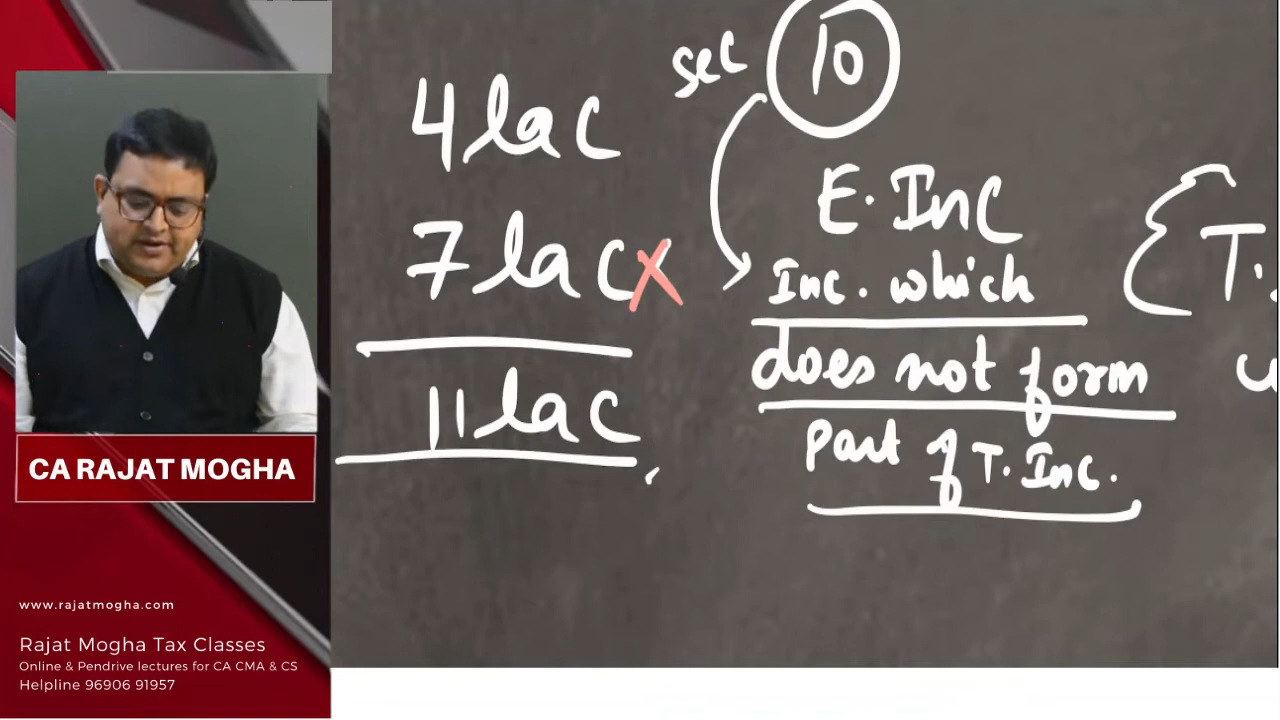 4 lac
7 lac X
11 lac
sec 10
E. Inc
Inc. which
does not form
part of T. Inc.
T.
CA RAJAT MOGHA
www.rajatmogha.com
Rajat Mogha Tax Classes
Online & Pendrive lectures for CA CMA & CS
Helpline 96906 91957